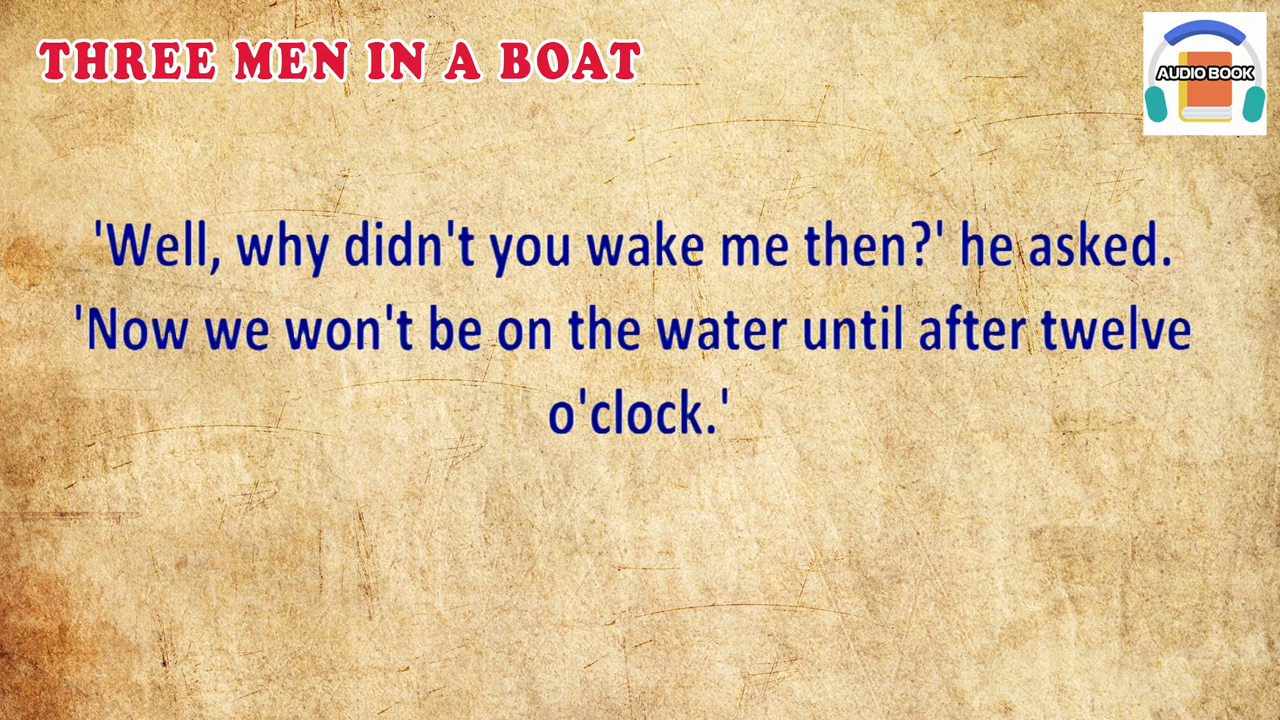 THREE MEN IN A BOAT
AUDIO BOOK
'Well, why didn't you wake me then?' he asked.
'Now we won't be on the water until after twelve
o'clock.'